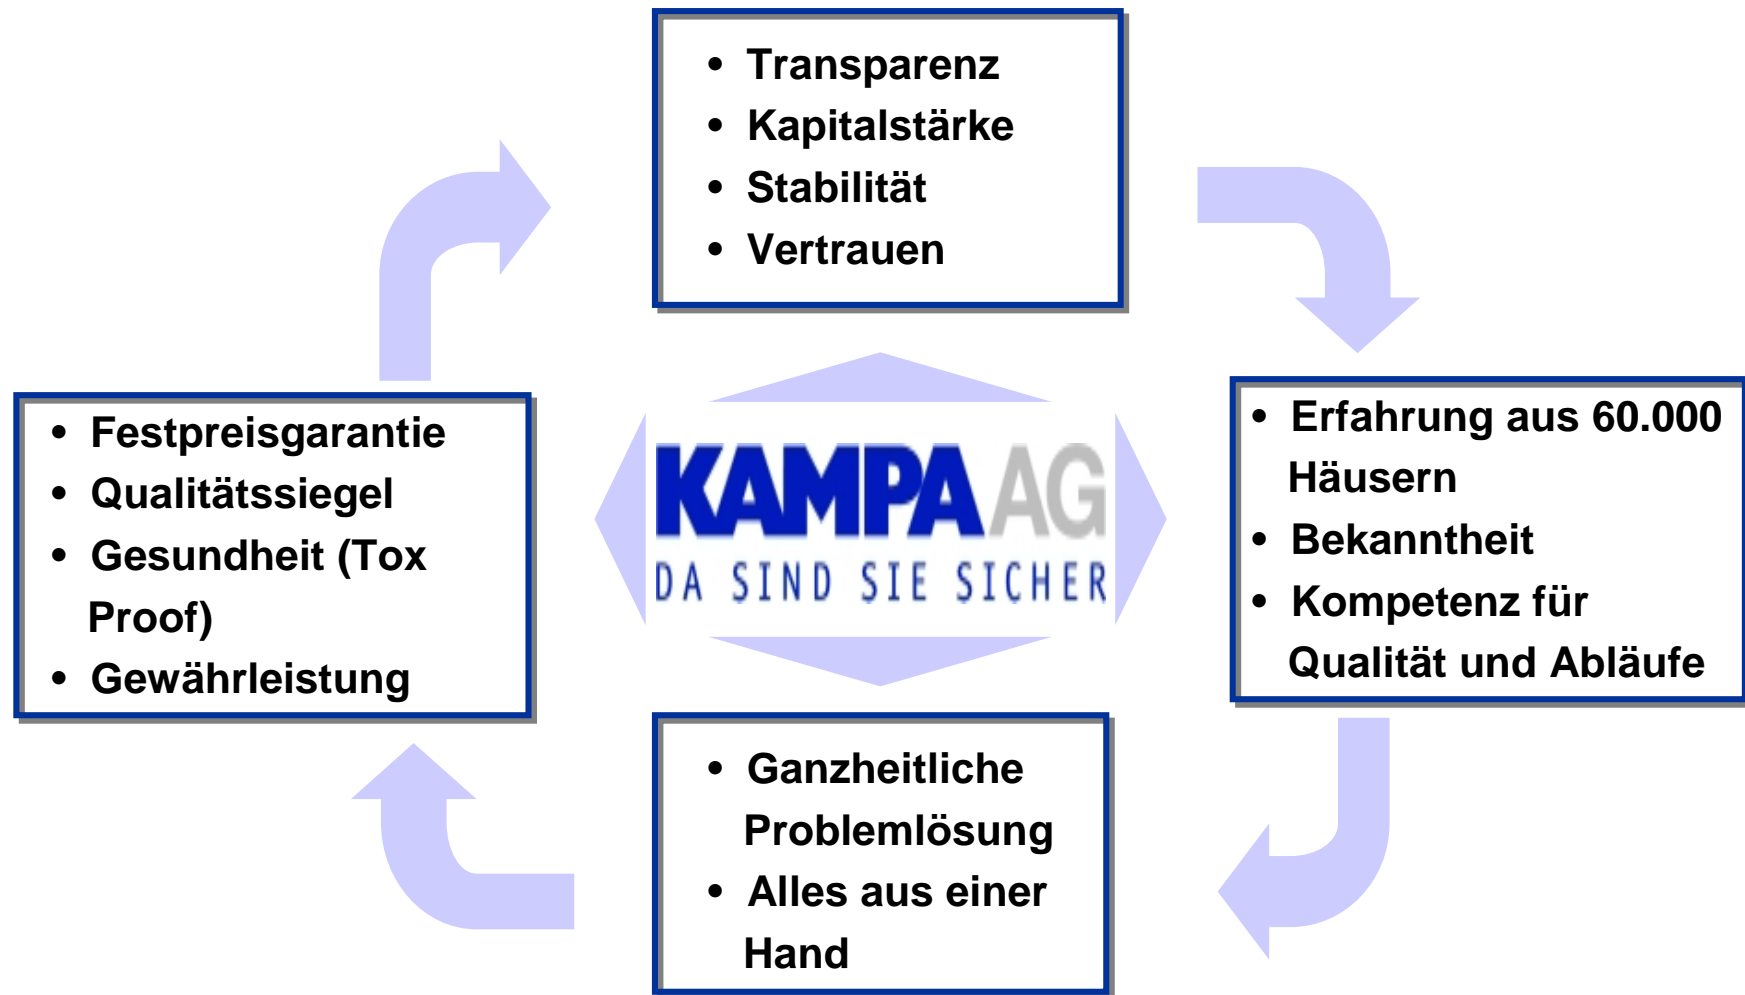 • Transparenz
• Kapitalstärke
• Stabilität
• Vertrauen
• Festpreisgarantie
• Qualitätssiegel
• Gesundheit (Tox
Proof)
• Gewährleistung
KAMPA AG
DA SIND SIE SICHER
• Erfahrung aus 60.000
Häusern
• Bekanntheit
• Kompetenz für
Qualität und Abläufe
• Ganzheitliche
Problemlösung
• Alles aus einer
Hand